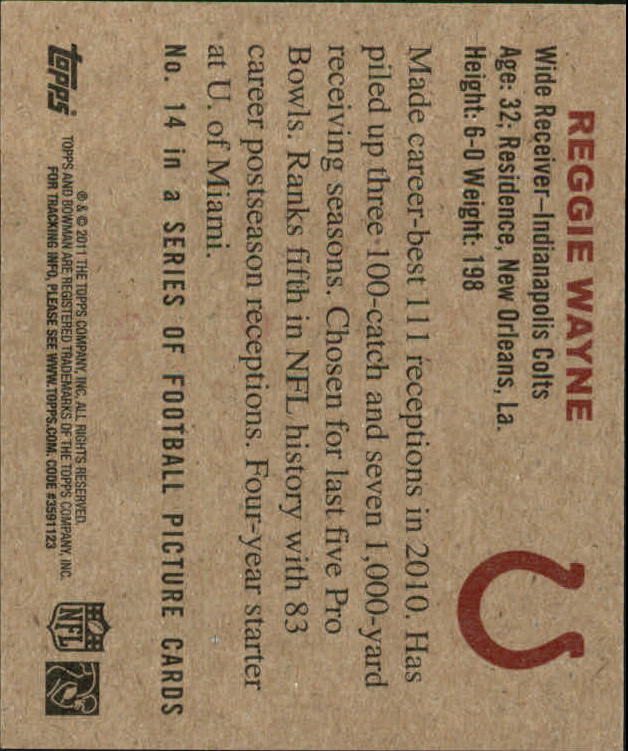 REGGIE WAYNE
Wide Receiver–Indianapolis Colts
Age: 32; Residence, New Orleans, La.
Height: 6-0 Weight: 198
Made career-best 111 receptions in 2010. Has
piled up three 100-catch and seven 1,000-yard
receiving seasons. Chosen for last five Pro
Bowls. Ranks fifth in NFL history with 83
career postseason receptions. Four-year starter
at U. of Miami.
No. 14 in a SERIES OF FOOTBALL PICTURE CARDS
topps
® & © 2011 THE TOPPS COMPANY, INC. ALL RIGHTS RESERVED.
TOPPS AND BOWMAN ARE REGISTERED TRADEMARKS OF THE TOPPS COMPANY, INC.
FOR TRACKING INFO, PLEASE SEE WWW.TOPPS.COM. CODE #3591123
NFL